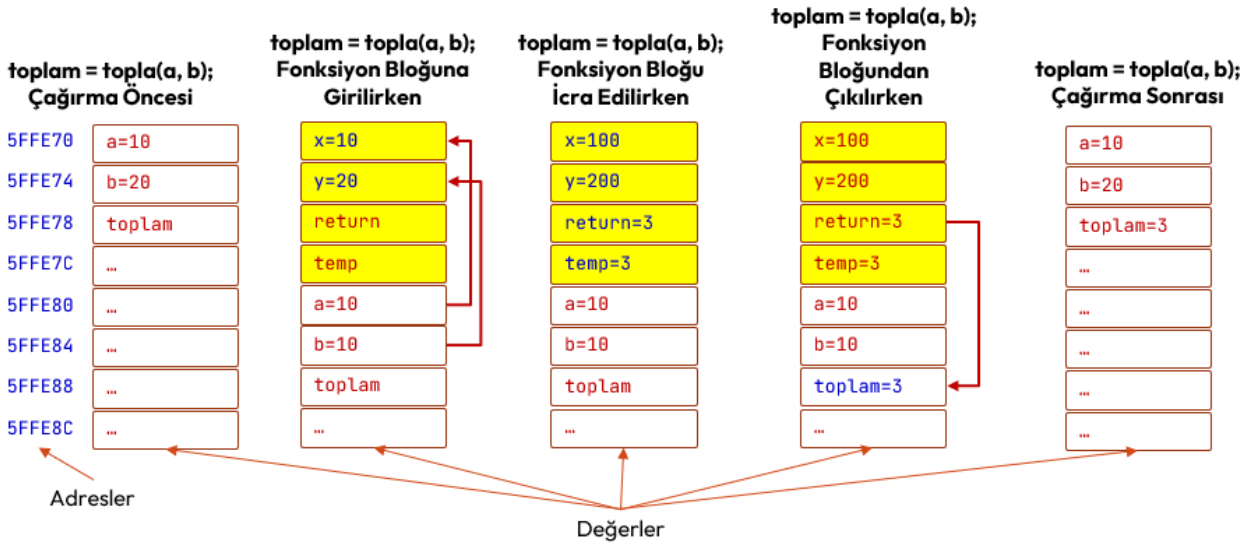 toplam = topla(a, b);
Çağırma Öncesi
toplam = topla(a, b);
Fonksiyon Bloğuna
Girilirken
toplam = topla(a, b);
Fonksiyon Bloğu
İcra Edilirken
toplam = topla(a, b);
Fonksiyon
Bloğundan
Çıkılırken
toplam = topla(a, b);
Çağırma Sonrası
5FFE70 a=10 x=10 x=100 x=100 a=10
5FFE74 b=20 y=20 y=200 y=200 b=20
5FFE78 toplam return return=3 return=3 toplam=3
5FFE7C … temp temp=3 temp=3 …
5FFE80 … a=10 a=10 a=10 …
5FFE84 … b=10 b=10 b=10 …
5FFE88 … toplam toplam toplam=3 …
5FFE8C … … … … …
Adresler
Değerler